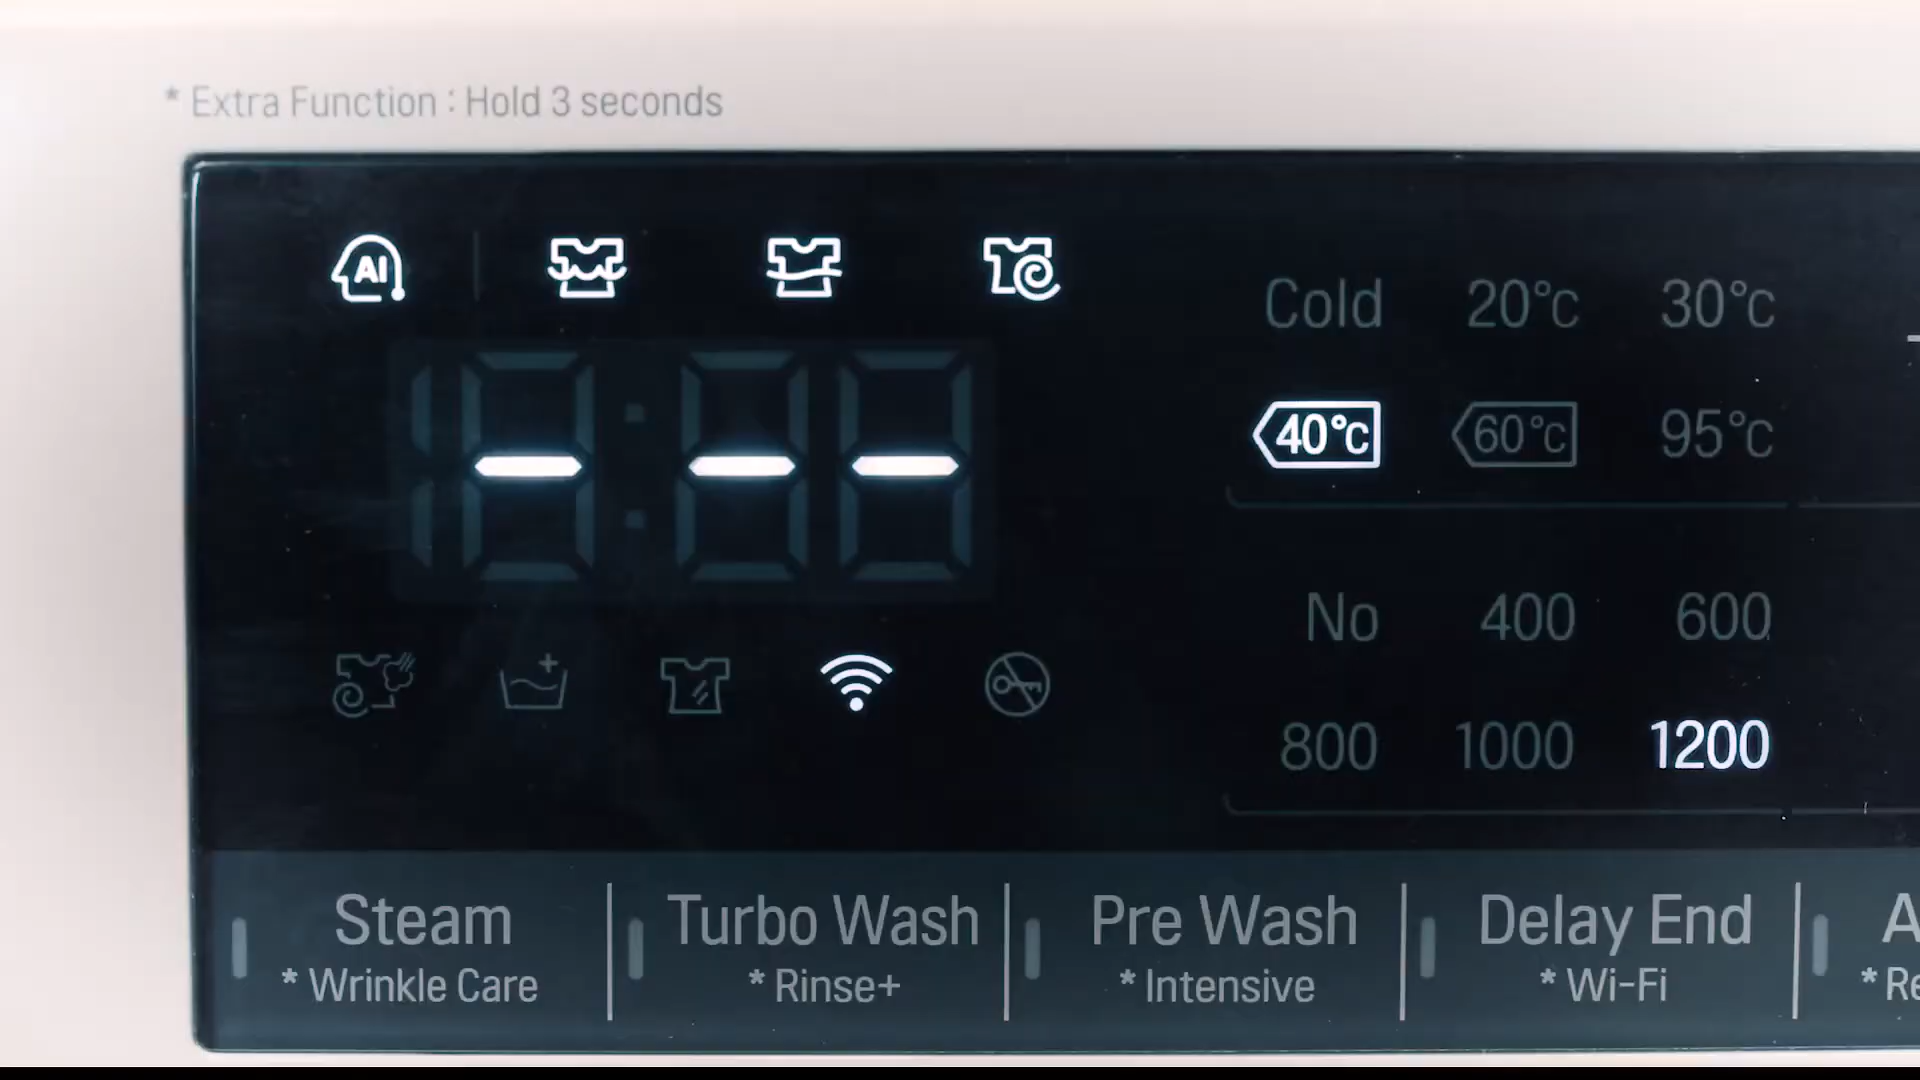 * Extra Function : Hold 3 seconds
AI
Cold 20°C 30°C
40°C 60°C 95°C
No 400 600
800 1000 1200
Steam Turbo Wash Pre Wash Delay End
* Wrinkle Care * Rinse+ * Intensive * Wi-Fi